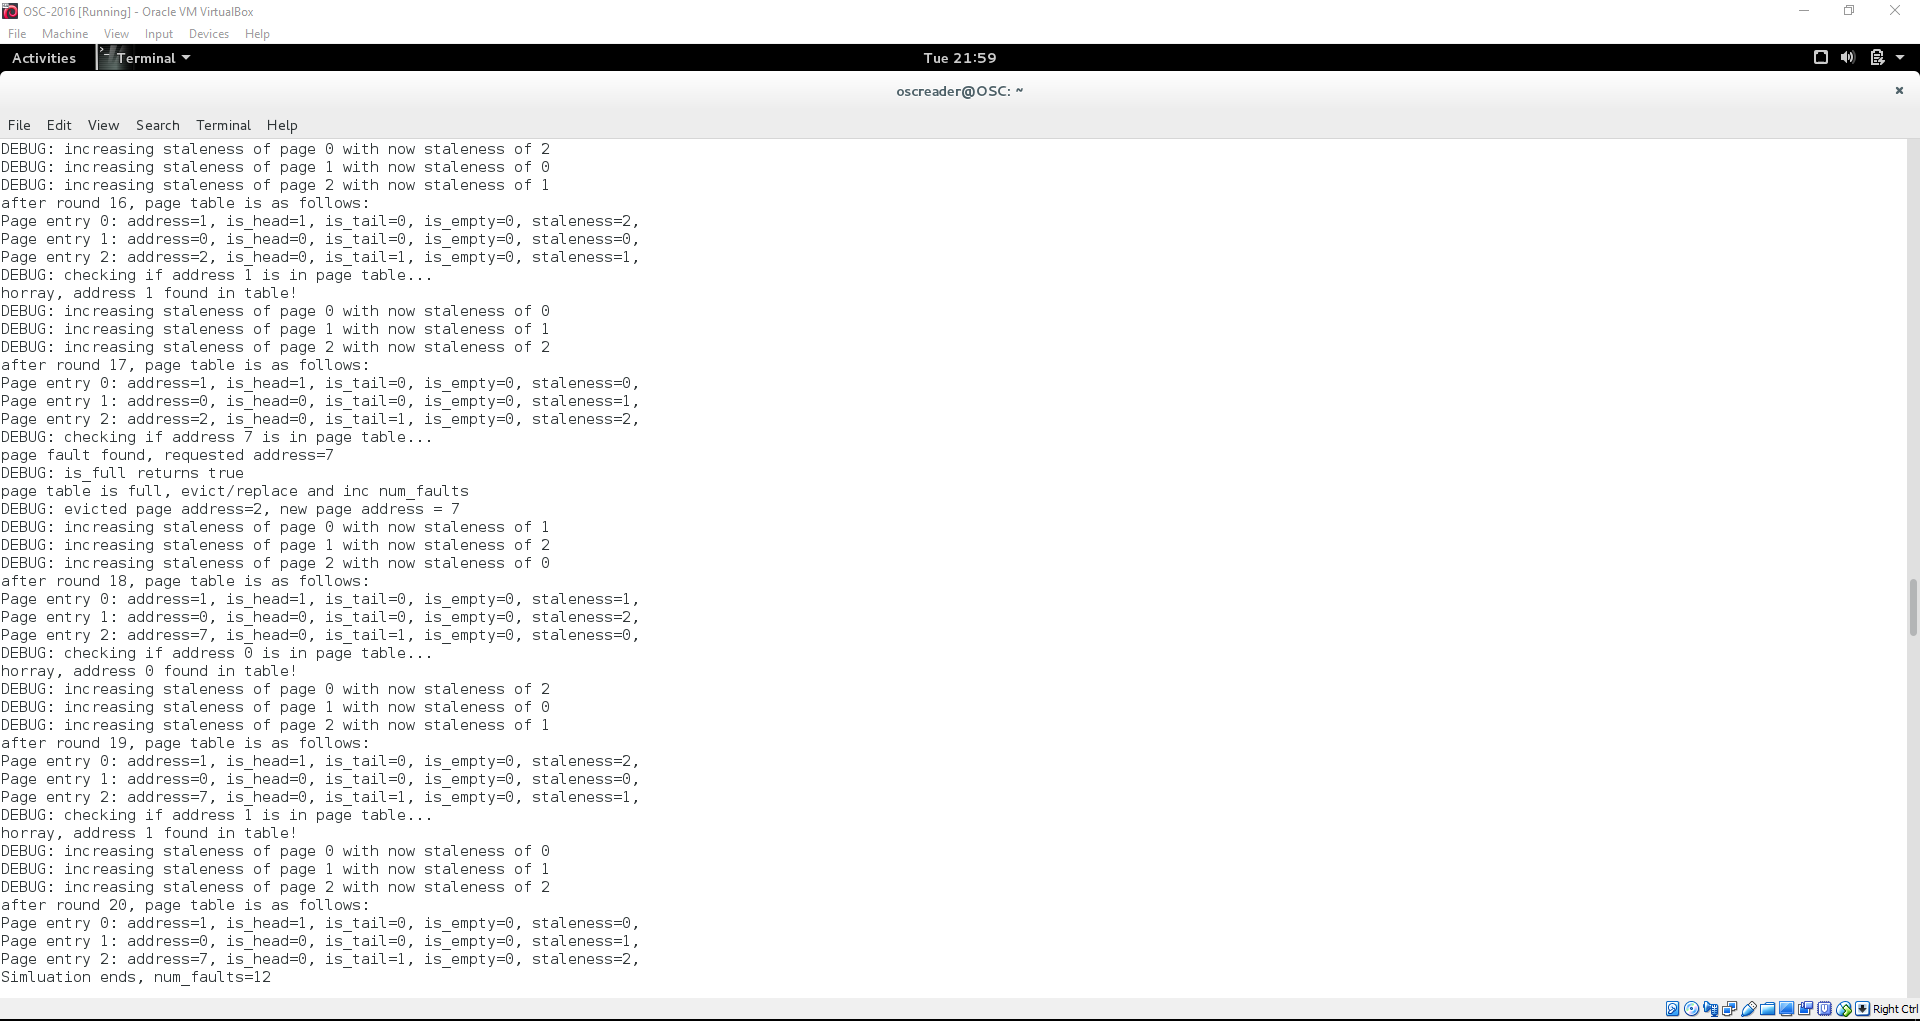 OSC-2016 [Running] - Oracle VM VirtualBox
File Machine View Input Devices Help
Activities Terminal Tue 21:59
oscreader@OSC: ~
File Edit View Search Terminal Help
DEBUG: increasing staleness of page 0 with now staleness of 2
DEBUG: increasing staleness of page 1 with now staleness of 0
DEBUG: increasing staleness of page 2 with now staleness of 1
after round 16, page table is as follows:
Page entry 0: address=1, is_head=1, is_tail=0, is_empty=0, staleness=2,
Page entry 1: address=0, is_head=0, is_tail=0, is_empty=0, staleness=0,
Page entry 2: address=2, is_head=0, is_tail=1, is_empty=0, staleness=1,
DEBUG: checking if address 1 is in page table...
horray, address 1 found in table!
DEBUG: increasing staleness of page 0 with now staleness of 0
DEBUG: increasing staleness of page 1 with now staleness of 1
DEBUG: increasing staleness of page 2 with now staleness of 2
after round 17, page table is as follows:
Page entry 0: address=1, is_head=1, is_tail=0, is_empty=0, staleness=0,
Page entry 1: address=0, is_head=0, is_tail=0, is_empty=0, staleness=1,
Page entry 2: address=2, is_head=0, is_tail=1, is_empty=0, staleness=2,
DEBUG: checking if address 7 is in page table...
page fault found, requested address=7
DEBUG: is_full returns true
page table is full, evict/replace and inc num_faults
DEBUG: evicted page address=2, new page address = 7
DEBUG: increasing staleness of page 0 with now staleness of 1
DEBUG: increasing staleness of page 1 with now staleness of 2
DEBUG: increasing staleness of page 2 with now staleness of 0
after round 18, page table is as follows:
Page entry 0: address=1, is_head=1, is_tail=0, is_empty=0, staleness=1,
Page entry 1: address=0, is_head=0, is_tail=0, is_empty=0, staleness=2,
Page entry 2: address=7, is_head=0, is_tail=1, is_empty=0, staleness=0,
DEBUG: checking if address 0 is in page table...
horray, address 0 found in table!
DEBUG: increasing staleness of page 0 with now staleness of 2
DEBUG: increasing staleness of page 1 with now staleness of 0
DEBUG: increasing staleness of page 2 with now staleness of 1
after round 19, page table is as follows:
Page entry 0: address=1, is_head=1, is_tail=0, is_empty=0, staleness=2,
Page entry 1: address=0, is_head=0, is_tail=0, is_empty=0, staleness=0,
Page entry 2: address=7, is_head=0, is_tail=1, is_empty=0, staleness=1,
DEBUG: checking if address 1 is in page table...
horray, address 1 found in table!
DEBUG: increasing staleness of page 0 with now staleness of 0
DEBUG: increasing staleness of page 1 with now staleness of 1
DEBUG: increasing staleness of page 2 with now staleness of 2
after round 20, page table is as follows:
Page entry 0: address=1, is_head=1, is_tail=0, is_empty=0, staleness=0,
Page entry 1: address=0, is_head=0, is_tail=0, is_empty=0, staleness=1,
Page entry 2: address=7, is_head=0, is_tail=1, is_empty=0, staleness=2,
Simluation ends, num_faults=12
Right Ctrl